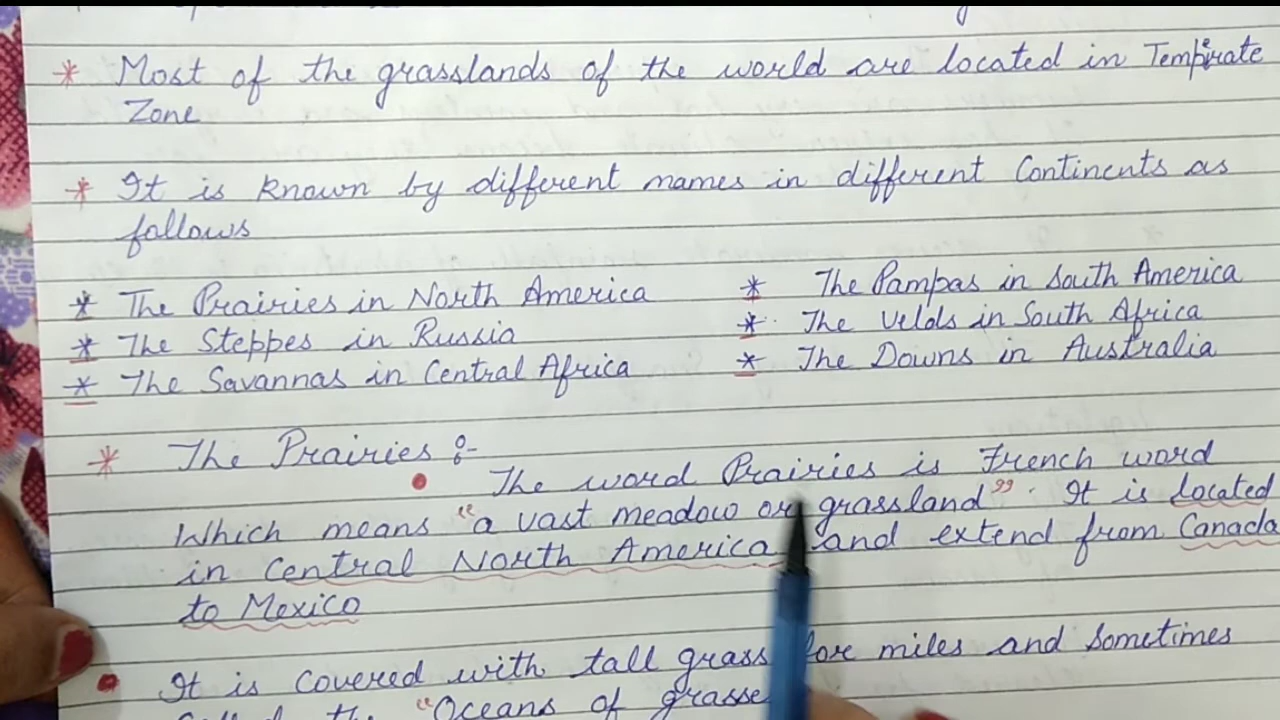 * Most of the grasslands of the world are located in Temperate
Zone
* It is known by different names in different Continents as
follows
* The Prairies in North America * The Pampas in South America
* The Steppes in Russia * The Velds in South Africa
* The Savannas in Central Africa * The Downs in Australia
* The Prairies :-
• The word Prairies is French word
Which means "a vast meadow or grassland". It is located
in Central North America and extend from Canada
to Mexico
• It is covered with tall grass for miles and sometimes
the "Oceans of grasse